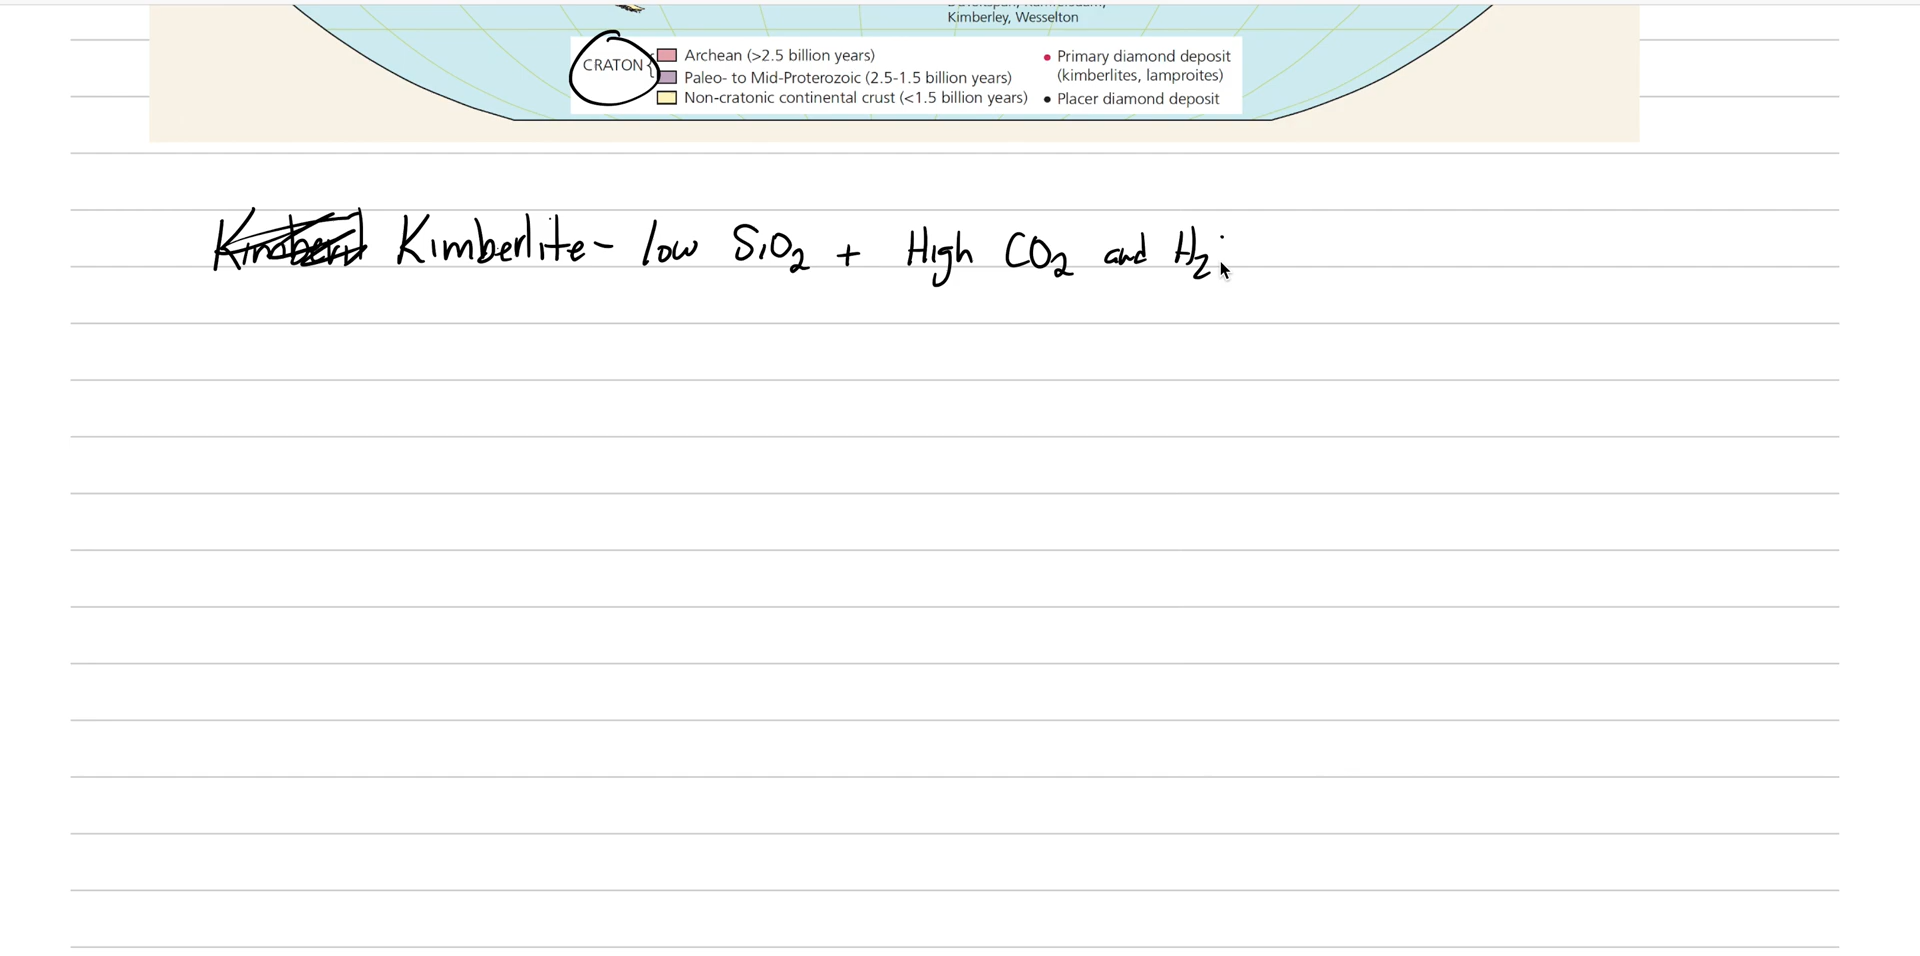 Kimberley, Wesselton
CRATON
Archean (>2.5 billion years)
Paleo- to Mid-Proterozoic (2.5-1.5 billion years)
Non-cratonic continental crust (<1.5 billion years)
Primary diamond deposit
(kimberlites, lamproites)
Placer diamond deposit
Kimberlite - low SiO₂ + High CO₂ and H₂